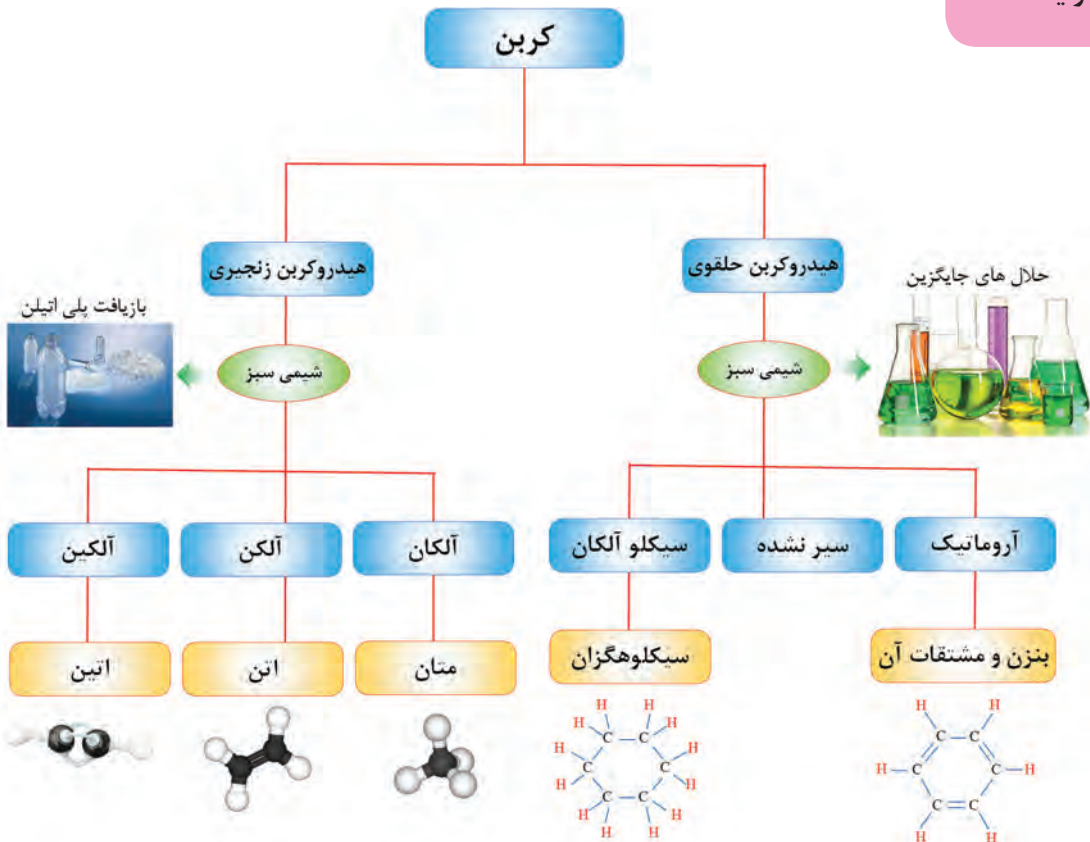 کربن
هیدروکربن حلقوی
هیدروکربن زنجیری
حلال های جایگزین
بازیافت پلی اتیلن
شیمی سبز
شیمی سبز
آروماتیک
سیر نشده
سیکلو آلکان
آلکان
آلکن
آلکین
بنزن و مشتقات آن
سیکلوهگزان
متان
اتن
اتین
H H
H H
H C C H
H C C H
H C C H
H H
H H
H H
C C
H C C H
C C
H H